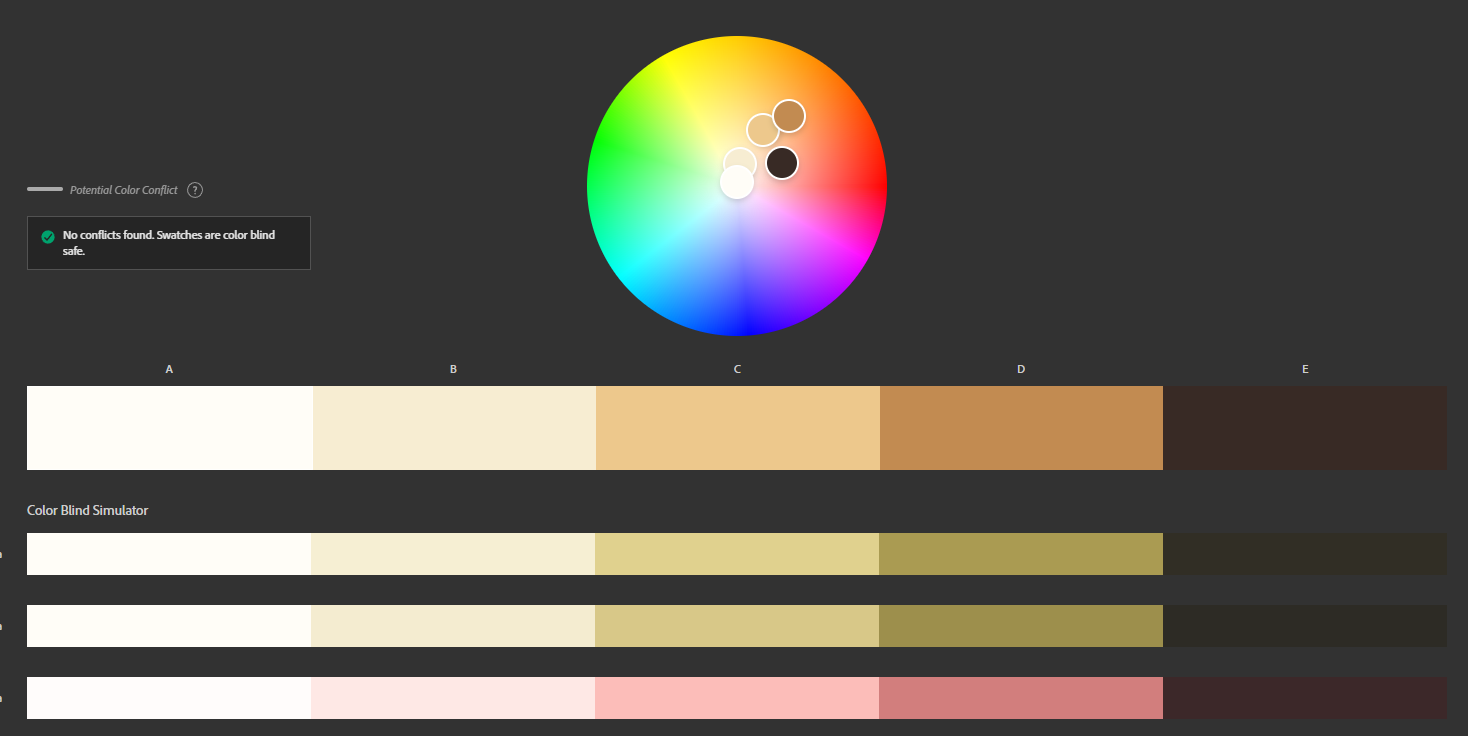 Potential Color Conflict ?
No conflicts found. Swatches are color blind
safe.
A B C D E
Color Blind Simulator